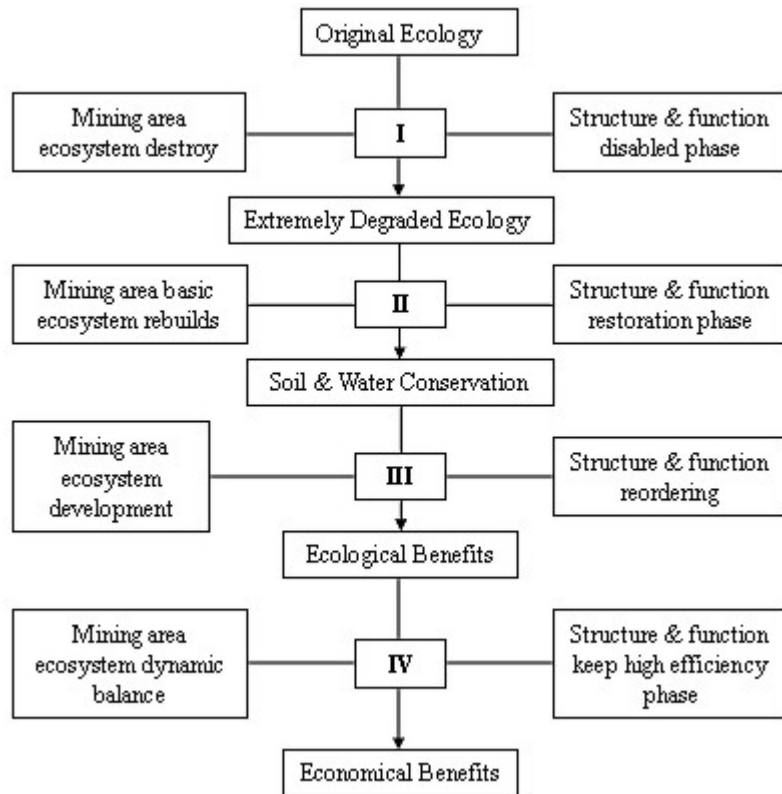 Original Ecology
Mining area
ecosystem destroy
I
Structure & function
disabled phase
Extremely Degraded Ecology
Mining area basic
ecosystem rebuilds
II
Structure & function
restoration phase
Soil & Water Conservation
Mining area
ecosystem
development
III
Structure & function
reordering
Ecological Benefits
Mining area
ecosystem dynamic
balance
IV
Structure & function
keep high efficiency
phase
Economical Benefits